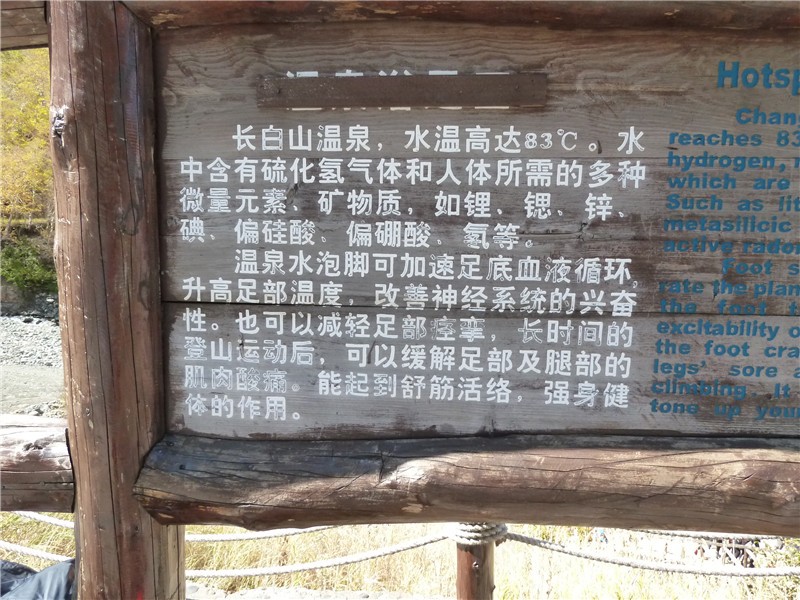 长白山温泉，水温高达83℃。水
中含有硫化氢气体和人体所需的多种
微量元素、矿物质，如锂、锶、锌、
碘、偏硅酸、偏硼酸、氡等。
温泉水泡脚可加速足底血液循环，
升高足部温度，改善神经系统的兴奋
性。也可以减轻足部痉挛，长时间的
登山运动后，可以缓解足部及腿部的
肌肉酸痛。能起到舒筋活络，强身健
体的作用。
reaches 83
hydrogen,
which are
Such as
metasilicic
active
Foot
rate the
the foot
excitability
the foot
legs' sore
climbing. It
tone up